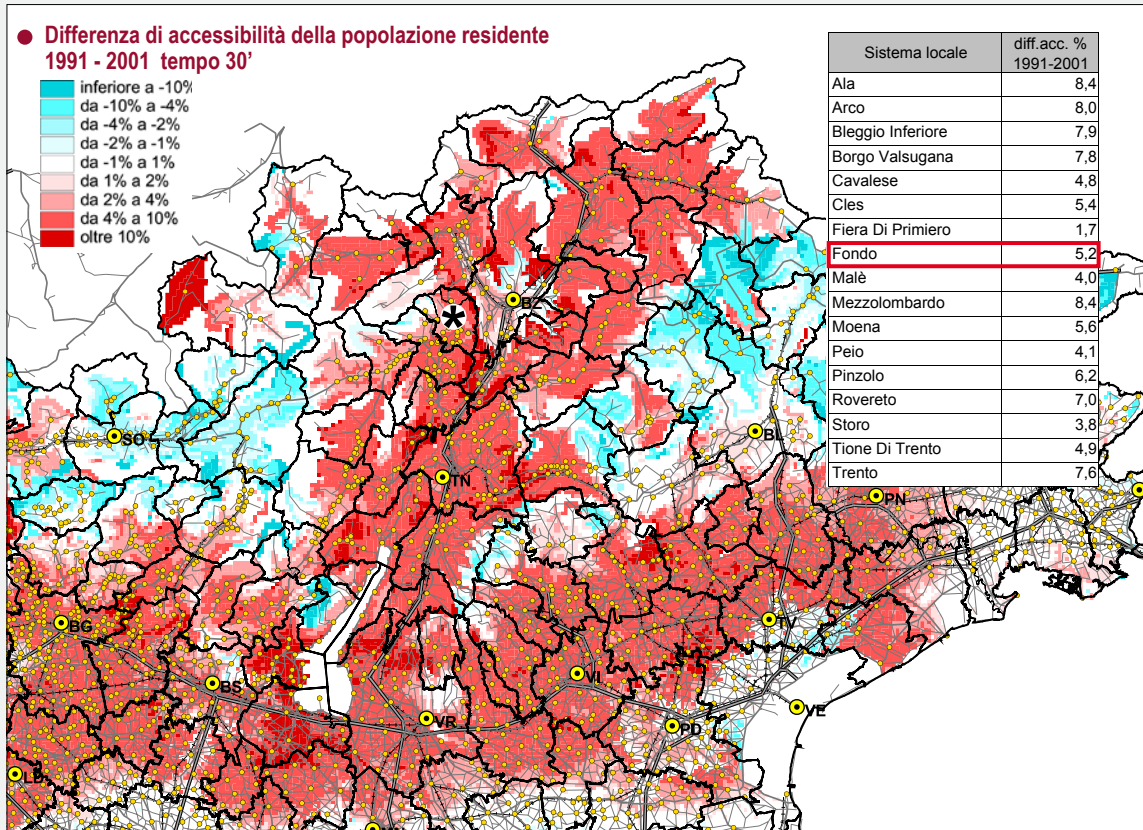 ● Differenza di accessibilità della popolazione residente
1991 - 2001 tempo 30'
inferiore a -10%
da -10% a -4%
da -4% a -2%
da -2% a -1%
da -1% a 1%
da 1% a 2%
da 2% a 4%
da 4% a 10%
oltre 10%
Sistema locale diff.acc. % 1991-2001
Ala 8,4
Arco 8,0
Bleggio Inferiore 7,9
Borgo Valsugana 7,8
Cavalese 4,8
Cles 5,4
Fiera Di Primiero 1,7
Fondo 5,2
Malè 4,0
Mezzolombardo 8,4
Moena 5,6
Peio 4,1
Pinzolo 6,2
Rovereto 7,0
Storo 3,8
Tione Di Trento 4,9
Trento 7,6
BZ
*
SO
BL
TN
PN
BG
TV
BS
VI
VR
PD
VE